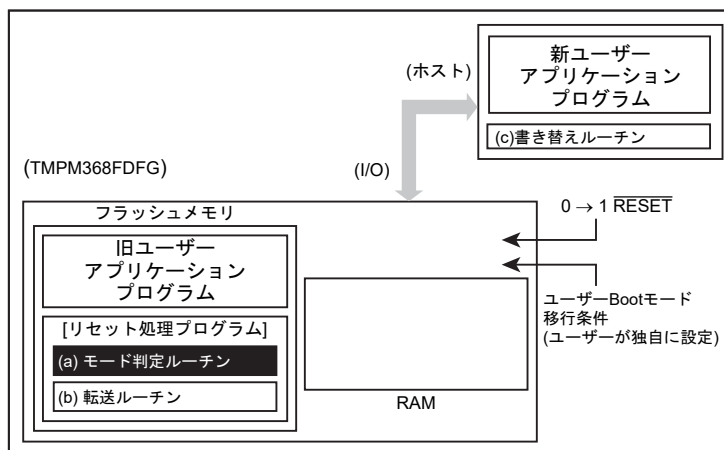 新ユーザー
アプリケーション
プログラム
(ホスト)
(c)書き替えルーチン
(TMPM368FDFG)
(I/O)
フラッシュメモリ
0 → 1 RESET
旧ユーザー
アプリケーション
プログラム
ユーザーBootモード
移行条件
(ユーザーが独自に設定)
[リセット処理プログラム]
(a) モード判定ルーチン
(b) 転送ルーチン
RAM